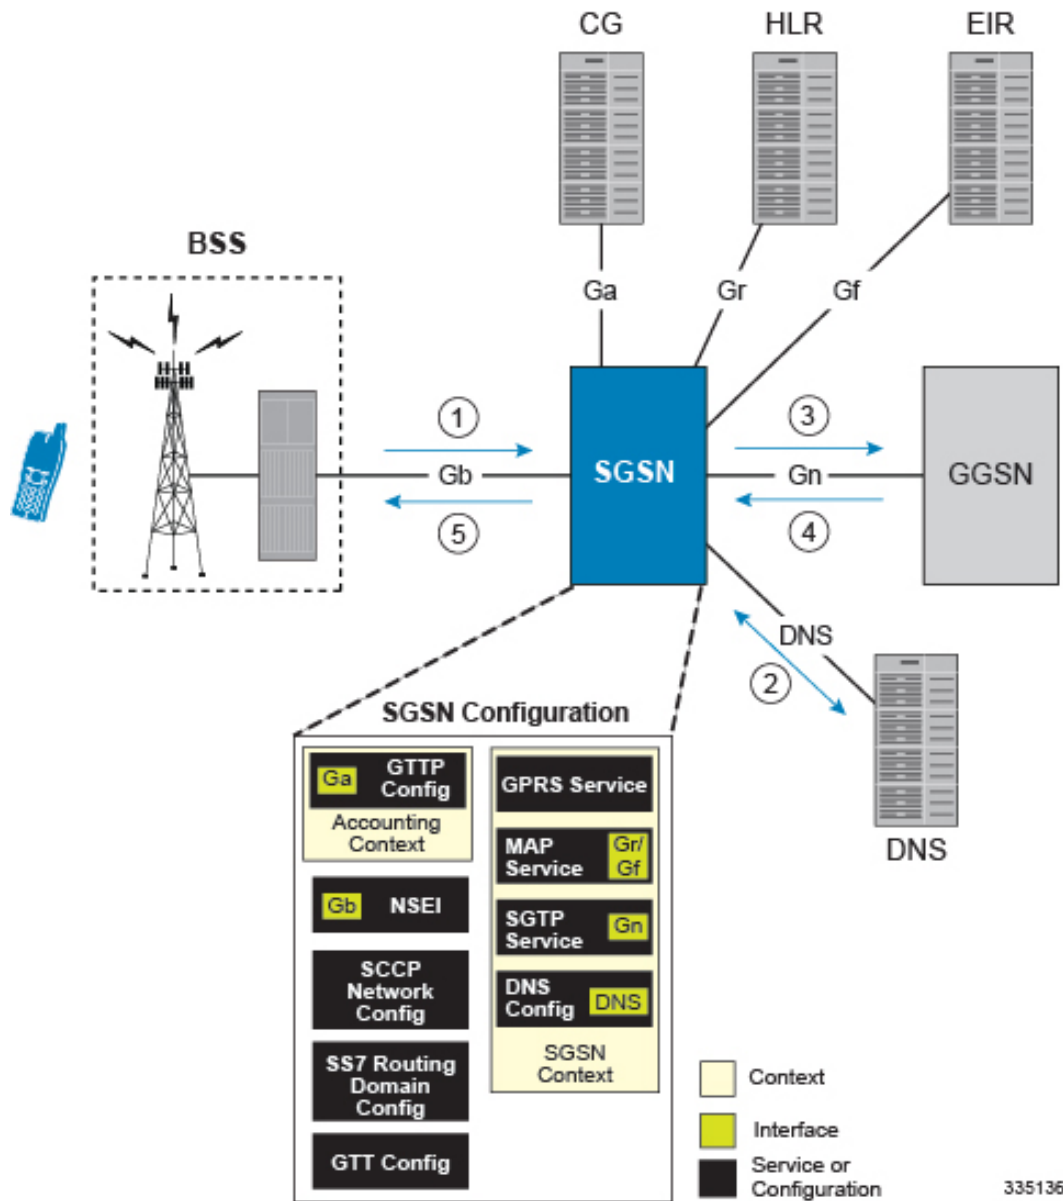 CG
HLR
EIR
BSS
Ga
Gr
Gf
1
3
Gb
SGSN
Gn
GGSN
5
4
DNS
2
SGSN Configuration
DNS
Ga
GTTP
Config
Accounting
Context
GPRS Service
MAP
Service
Gr/
Gf
Gb
NSEI
SGTP
Service
Gn
SCCP
Network
Config
DNS
Config
DNS
SS7 Routing
Domain
Config
SGSN
Context
GTT Config
Context
Interface
Service or
Configuration
335136